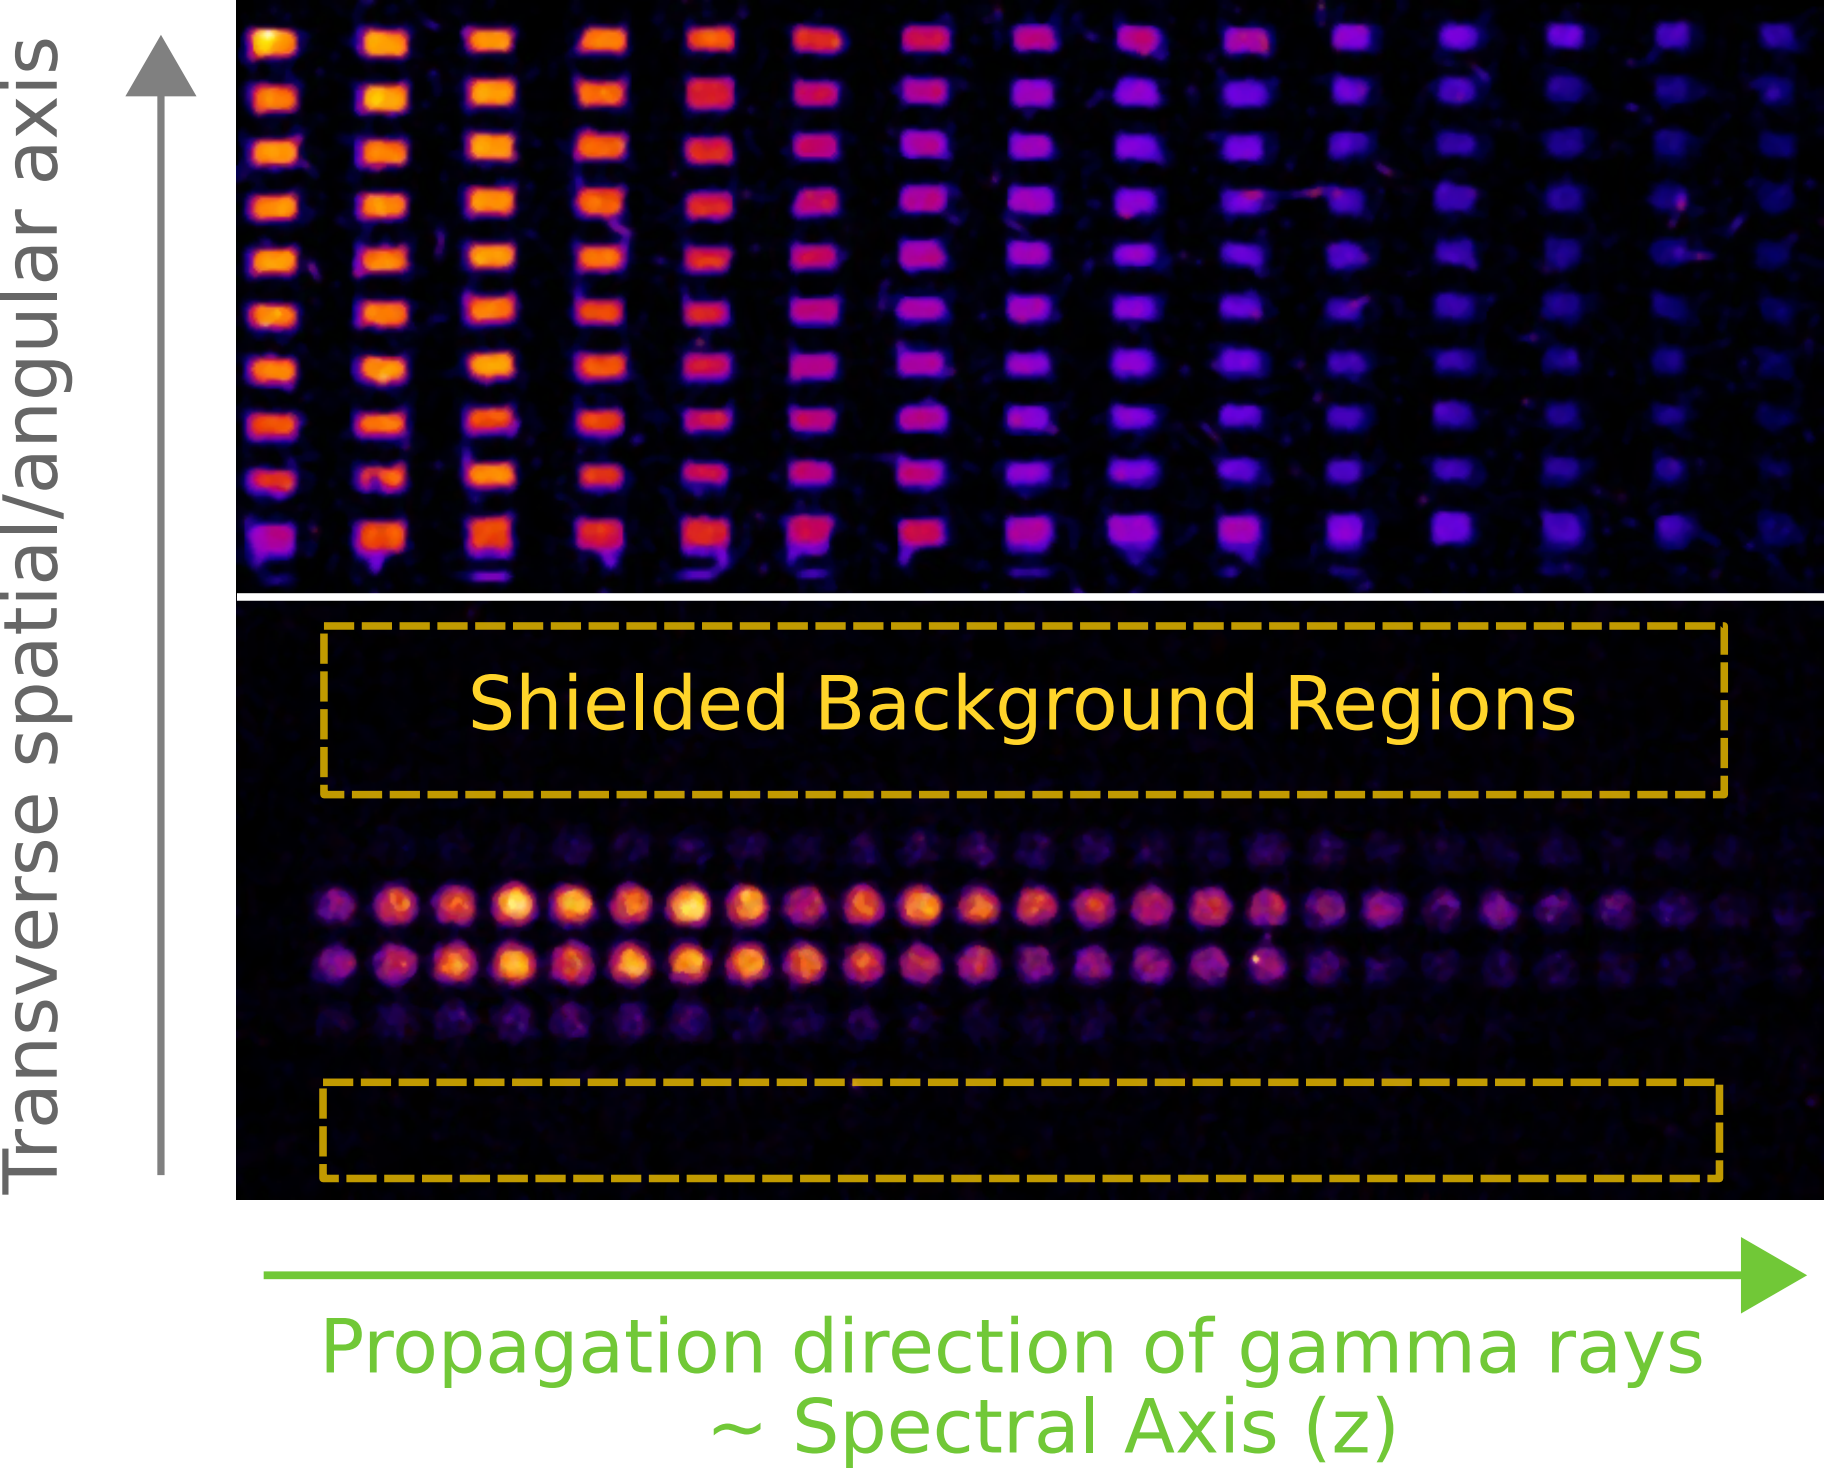 Transverse spatial/angular axis
Shielded Background Regions
Propagation direction of gamma rays
~ Spectral Axis (z)